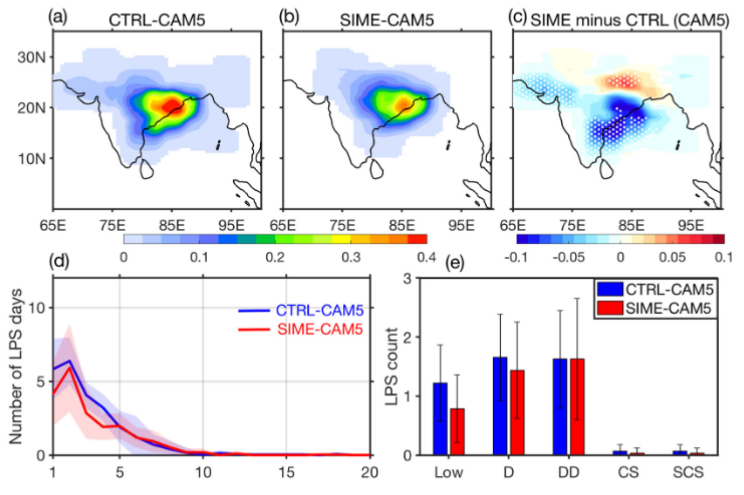 (a) CTRL-CAM5 (b) SIME-CAM5 (c) SIME minus CTRL (CAM5)
30N
20N
10N
65E 75E 85E 95E 65E 75E 85E 95E 65E 75E 85E 95E
0 0.1 0.2 0.3 0.4 -0.1 -0.05 0 0.05 0.1
(d)
Number of LPS days
10
5
0
1 5 10 15 20
CTRL-CAM5
SIME-CAM5
(e)
LPS count
3
2
1
0
Low D DD CS SCS
CTRL-CAM5
SIME-CAM5